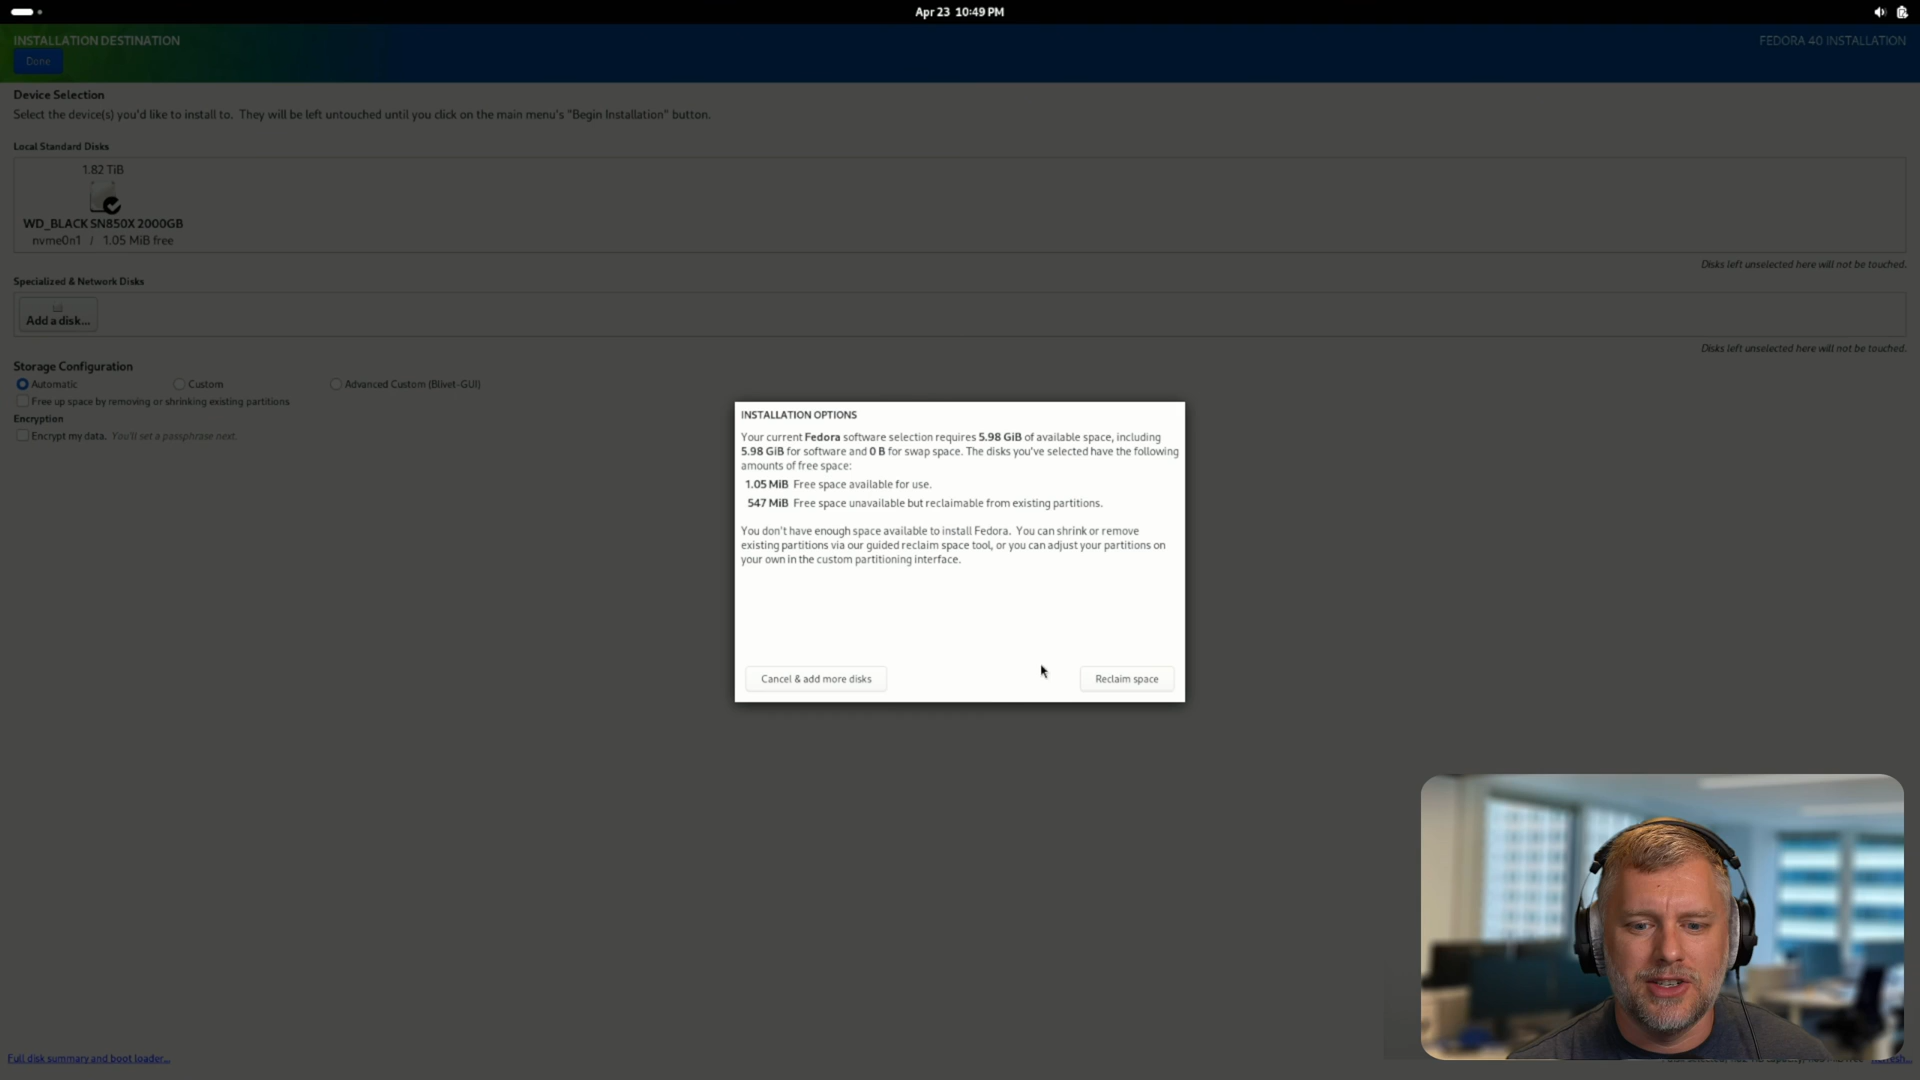 Apr 23 10:49 PM
INSTALLATION DESTINATION
FEDORA 40 INSTALLATION
Done
Device Selection
Select the device(s) you'd like to install to. They will be left untouched until you click on the main menu's "Begin Installation" button.
Local Standard Disks
1.82 TiB
WD_BLACK SN850X 2000GB
nvme0n1 / 1.05 MiB free
Disks left unselected here will not be touched.
Specialized & Network Disks
Add a disk...
Disks left unselected here will not be touched.
Storage Configuration
Automatic
Custom
Advanced Custom (Blivet-GUI)
Free up space by removing or shrinking existing partitions
Encryption
Encrypt my data. You'll set a passphrase next.
INSTALLATION OPTIONS
Your current Fedora software selection requires 5.98 GiB of available space, including
5.98 GiB for software and 0 B for swap space. The disks you've selected have the following
amounts of free space:
1.05 MiB Free space available for use.
547 MiB Free space unavailable but reclaimable from existing partitions.
You don't have enough space available to install Fedora. You can shrink or remove
existing partitions via our guided reclaim space tool, or you can adjust your partitions on
your own in the custom partitioning interface.
Cancel & add more disks
Reclaim space
Full disk summary and boot loader...